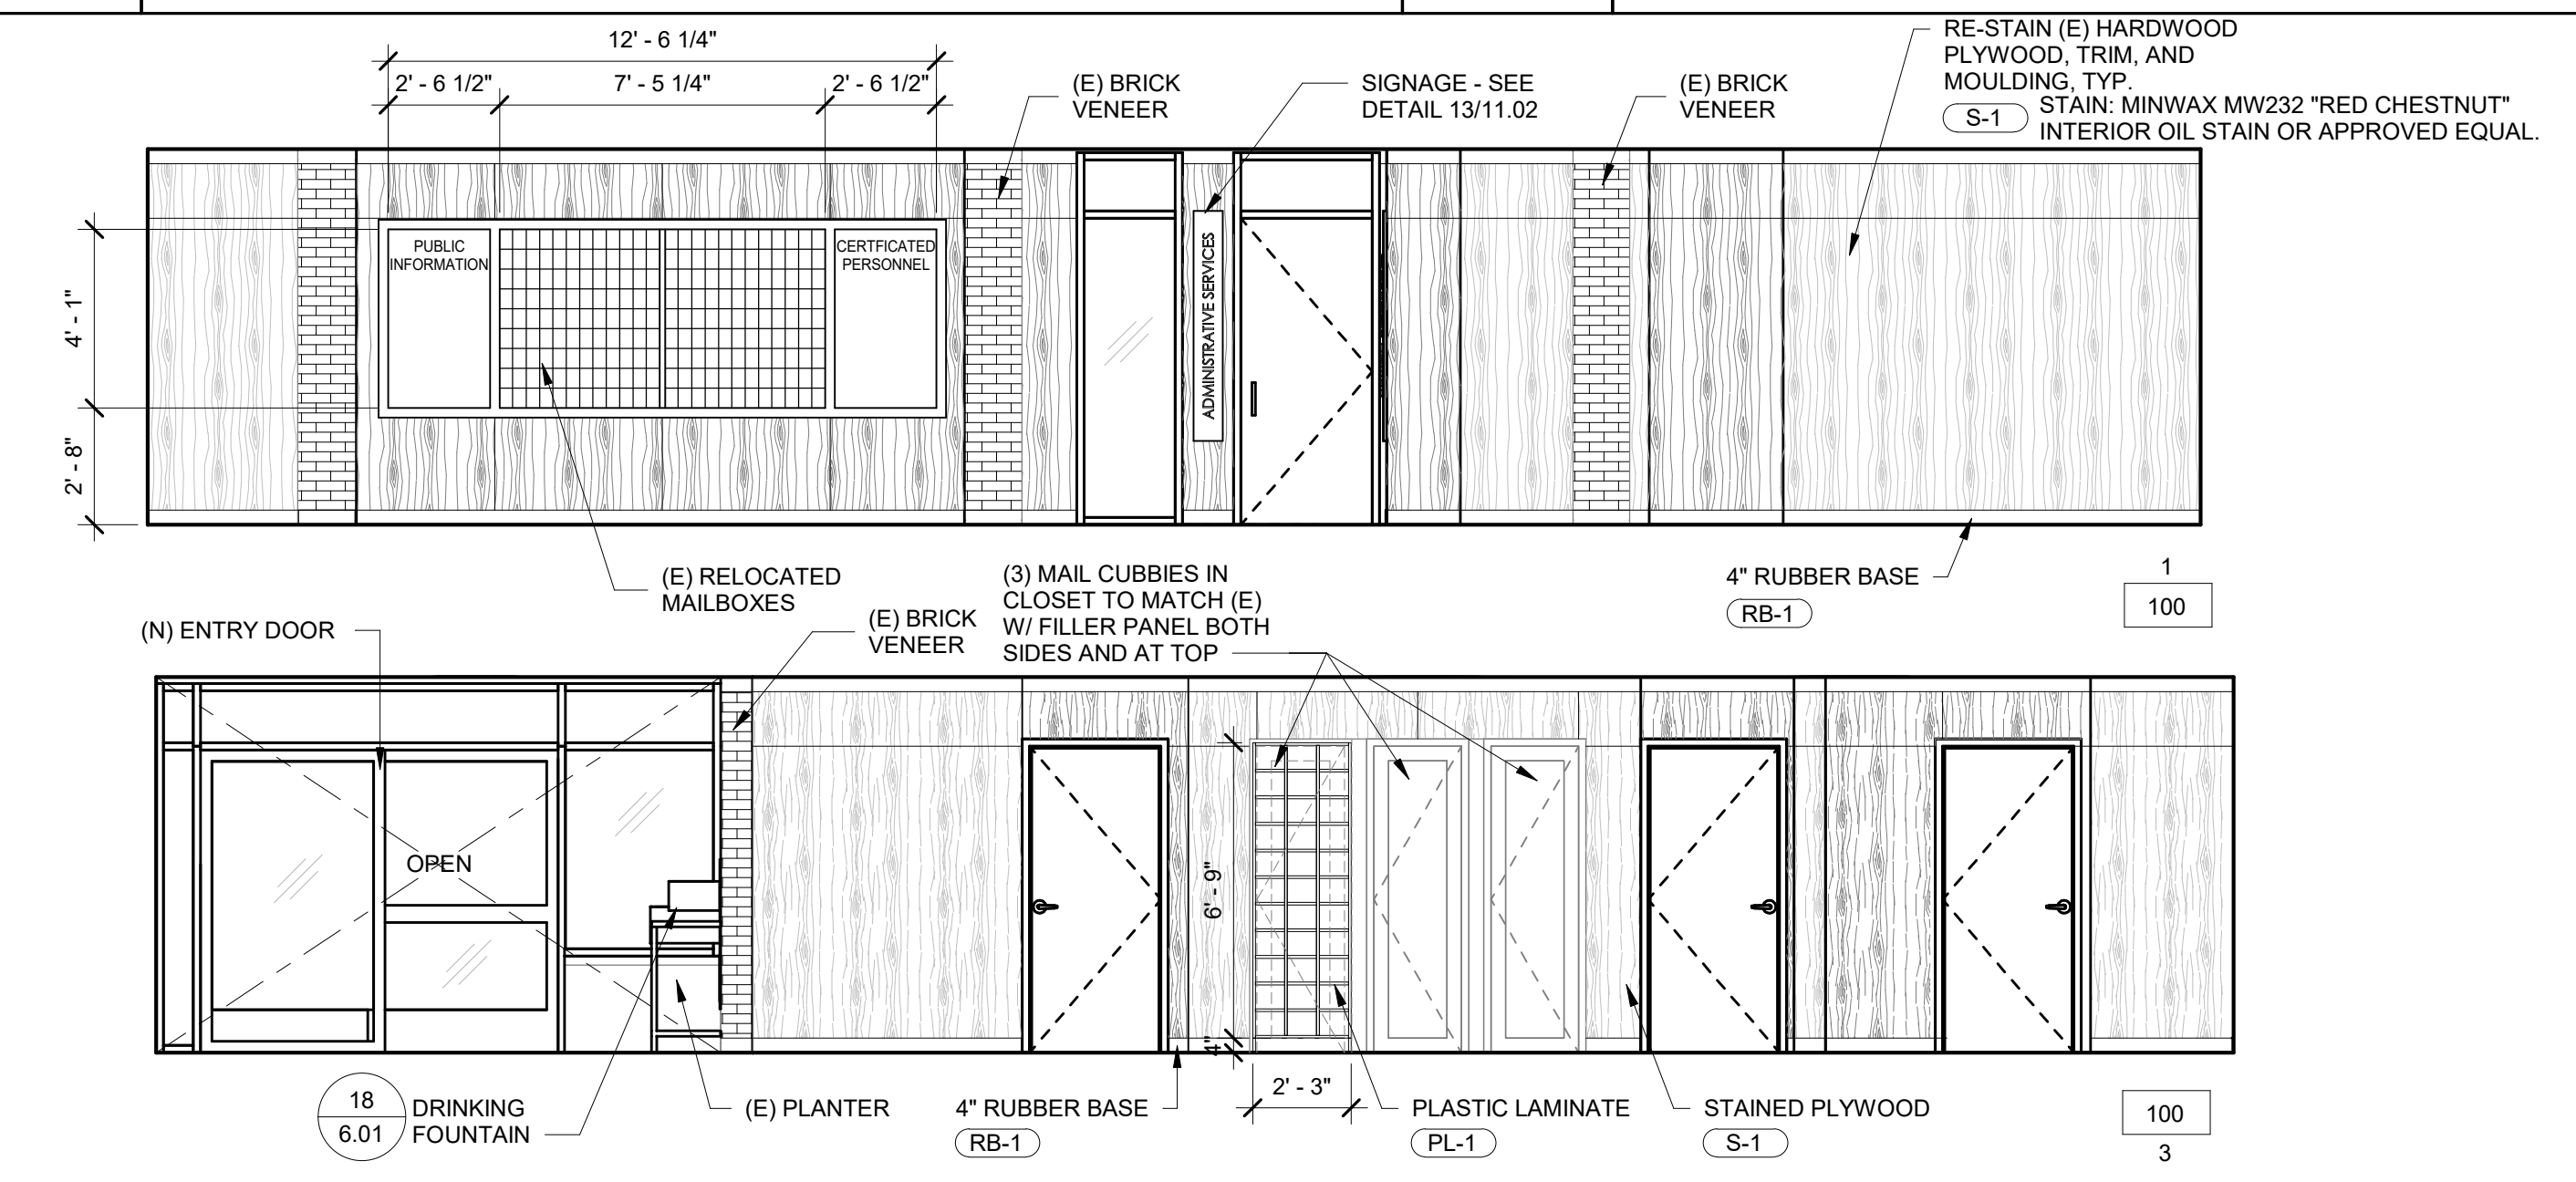 12' - 6 1/4"
2' - 6 1/2"
7' - 5 1/4"
2' - 6 1/2"
(E) BRICK
VENEER
SIGNAGE - SEE
DETAIL 13/11.02
(E) BRICK
VENEER
RE-STAIN (E) HARDWOOD
PLYWOOD, TRIM, AND
MOULDING, TYP.
S-1
STAIN: MINWAX MW232 "RED CHESTNUT"
INTERIOR OIL STAIN OR APPROVED EQUAL.
4' - 1"
2' - 8"
PUBLIC
INFORMATION
CERTFICATED
PERSONNEL
ADMINISTRATIVE SERVICES
(E) RELOCATED
MAILBOXES
4" RUBBER BASE
RB-1
1
100
(N) ENTRY DOOR
(E) BRICK
VENEER
(3) MAIL CUBBIES IN
CLOSET TO MATCH (E)
W/ FILLER PANEL BOTH
SIDES AND AT TOP
OPEN
6' - 9"
4"
2' - 3"
18
6.01
DRINKING
FOUNTAIN
(E) PLANTER
4" RUBBER BASE
RB-1
PLASTIC LAMINATE
PL-1
STAINED PLYWOOD
S-1
100
3